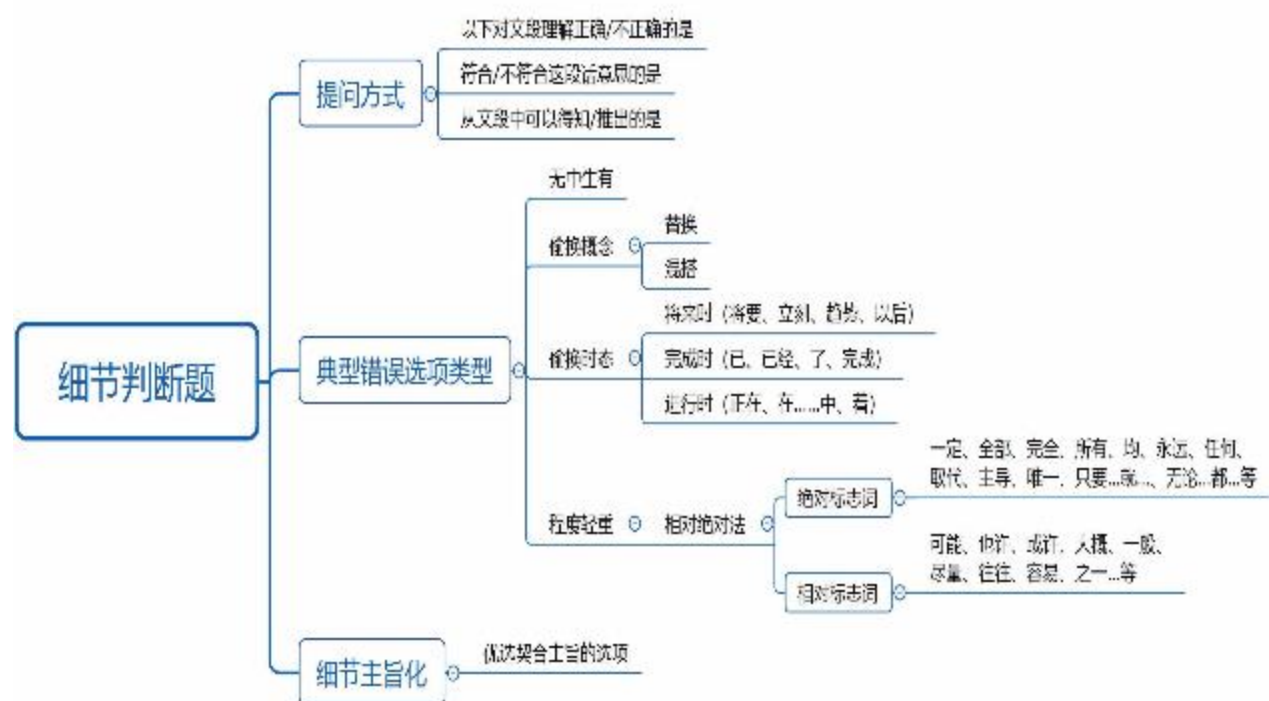 以下对文段理解正确/不正确的是
提问方式
符合/不符合这段话意思的是
从文段中可以得知/推出的是
无中生有
偷换概念
替换
混搭
细节判断题
典型错误选项类型
偷换时态
将来时（将要、立刻、趋势、以后）
完成时（已、已经、了、完成）
进行时（正在、在……中、着）
程度轻重
相对绝对法
绝对标志词
一定、全部、完全、所有、均、永远、任何、
取代、主导、唯一、只要…就…、无论…都…等
相对标志词
可能、也许、或许、大概、一般、
尽量、往往、容易、之一…等
细节主旨化
优选契合主旨的选项